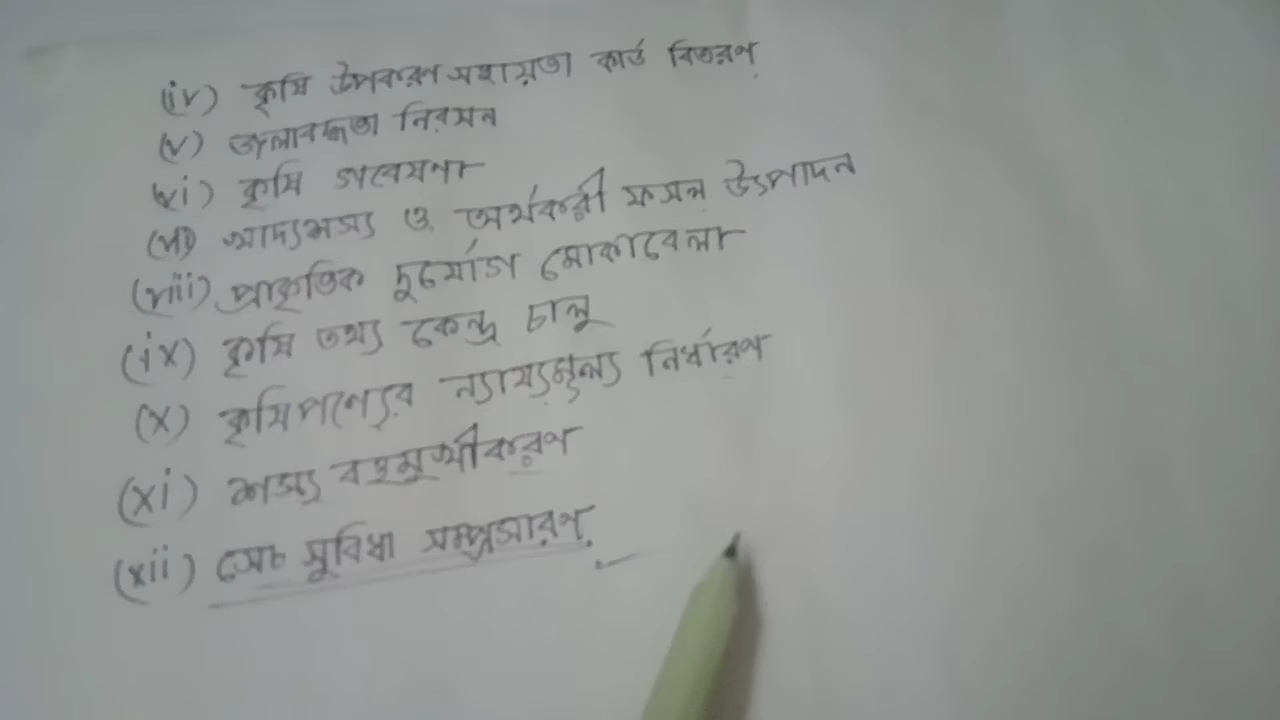 (iv) কৃষি উপকরণ সহায়তা কার্ড বিতরণ
(v) জলাবদ্ধতা নিরসন
(vi) কৃষি গবেষণা
(vii) খাদ্যশস্য ও অর্থকরী ফসল উৎপাদন
(viii) প্রাকৃতিক দুর্যোগ মোকাবেলা
(ix) কৃষি তথ্য কেন্দ্র চালু
(x) কৃষিপণ্যের ন্যায্যমূল্য নির্ধারণ
(xi) শস্য বহুমুখীকরণ
(xii) সেচ সুবিধা সম্প্রসারণ